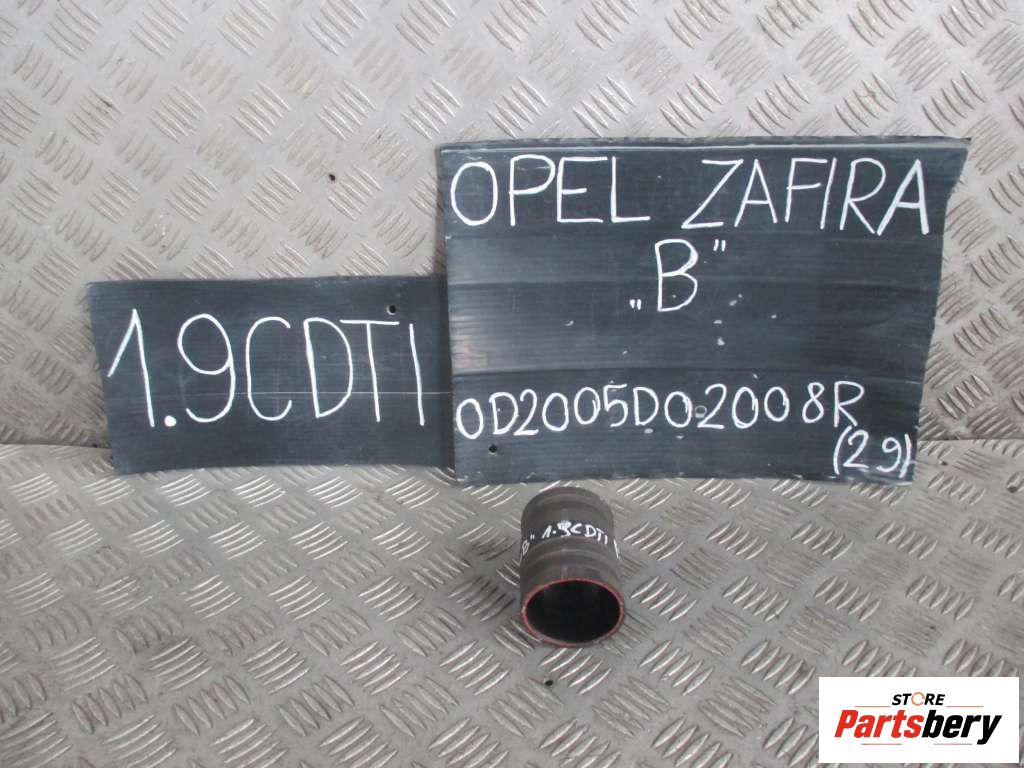 OPEL ZAFIRA
„B"
1.9CDTI
OD2005DO2008R
(29)
B" 1.9CDTI
STORE
Partsbery